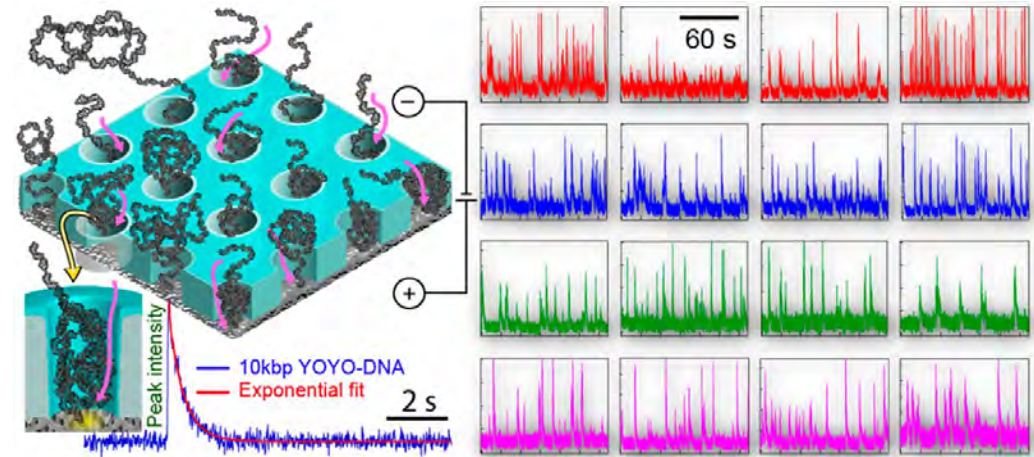 60 s
−
+
Peak intensity
10kbp YOYO-DNA
Exponential fit
2 s